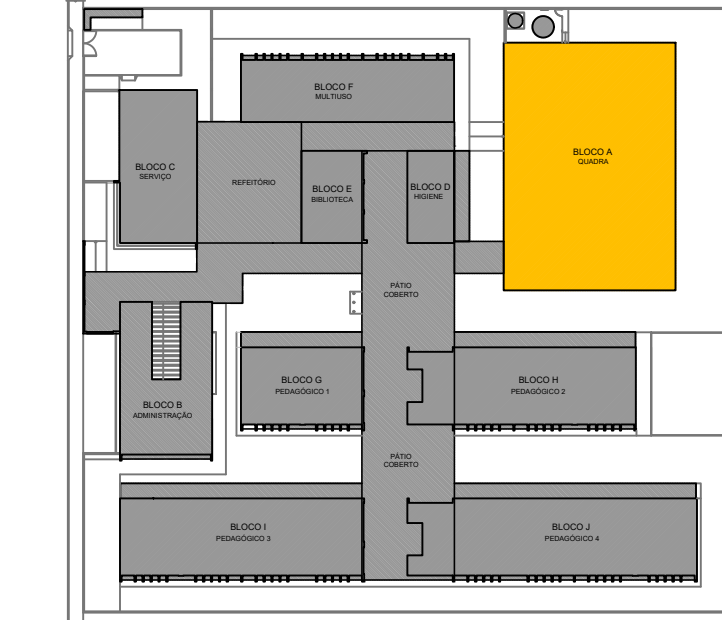 BLOCO F
MULTIUSO
BLOCO A
QUADRA
BLOCO C
SERVIÇO
REFEITÓRIO
BLOCO E
BIBLIOTECA
BLOCO D
HIGIENE
PÁTIO
COBERTO
BLOCO G
PEDAGÓGICO 1
BLOCO H
PEDAGÓGICO 2
BLOCO B
ADMINISTRAÇÃO
PÁTIO
COBERTO
BLOCO I
PEDAGÓGICO 3
BLOCO J
PEDAGÓGICO 4